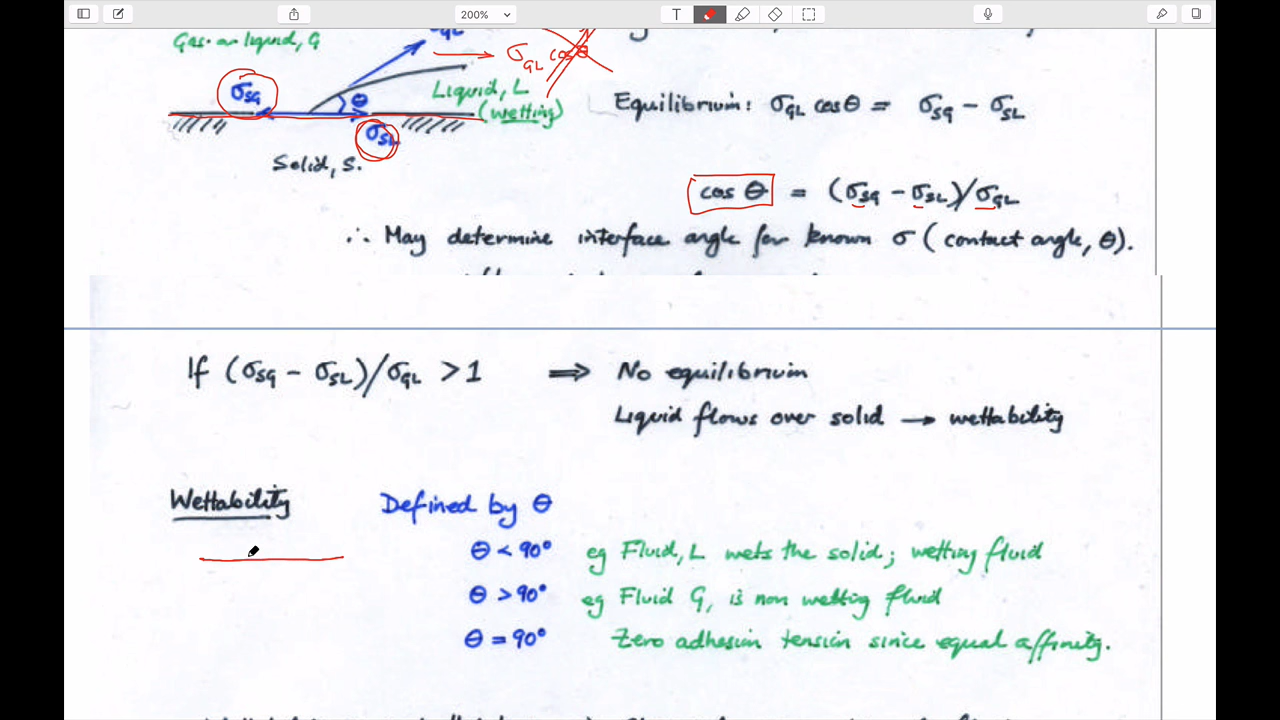 200%
T
Gas or liquid, G
σGL cos θ
σSG
θ
Liquid, L
(wetting)
σSL
Solid, S.
Equilibrium: σGL cosθ = σSG - σSL
cos θ = (σSG - σSL)/σGL
∴ May determine interface angle for known σ (contact angle, θ).
If (σSG - σSL)/σGL > 1 ⇒ No equilibrium
Liquid flows over solid → wettability
Wettability Defined by θ
θ < 90° eg Fluid, L wets the solid; wetting fluid
θ > 90° eg Fluid G, is non wetting fluid
θ = 90° Zero adhesion tension since equal affinity.